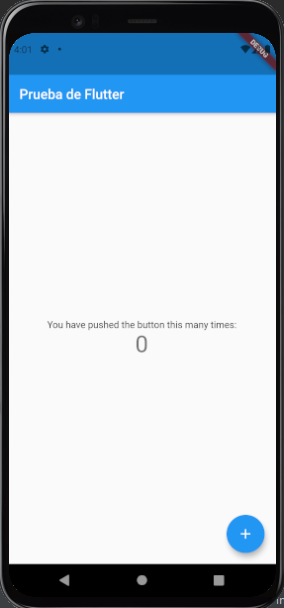 4:01
DEBUG
Prueba de Flutter
You have pushed the button this many times:
0
+